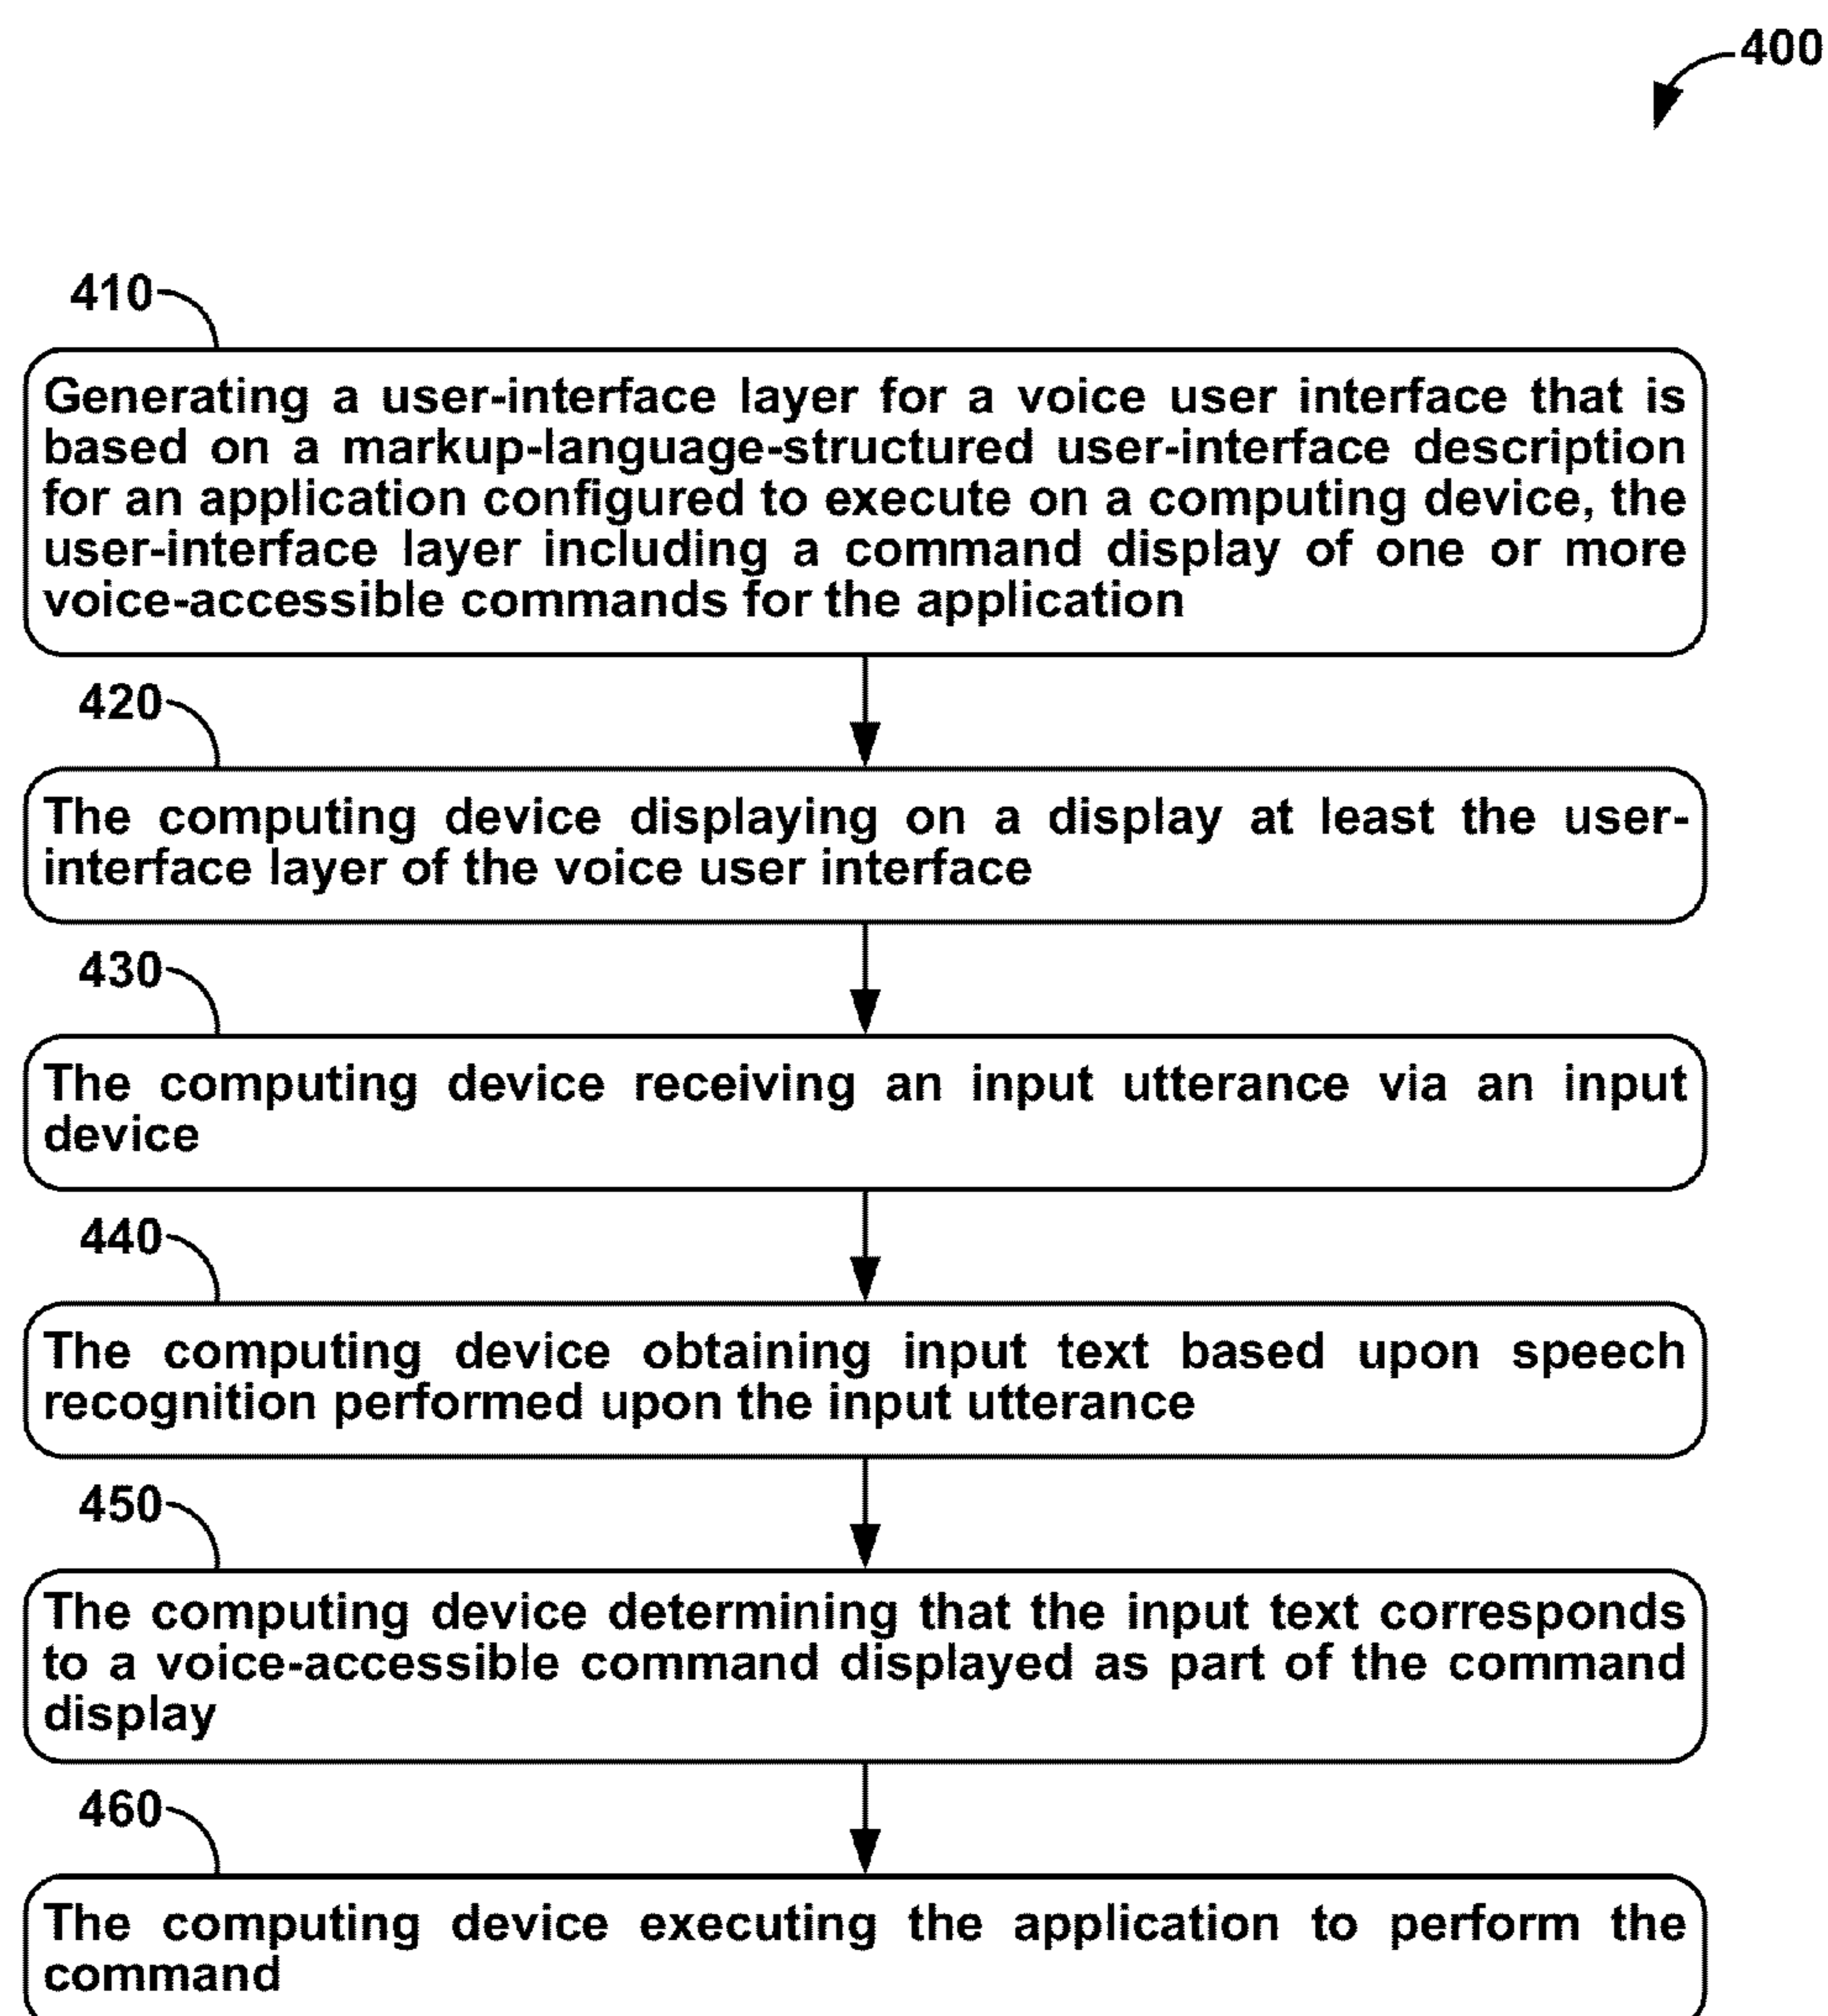 400
410
Generating a user-interface layer for a voice user interface that is
based on a markup-language-structured user-interface description
for an application configured to execute on a computing device, the
user-interface layer including a command display of one or more
voice-accessible commands for the application
420
The computing device displaying on a display at least the user-
interface layer of the voice user interface
430
The computing device receiving an input utterance via an input
device
440
The computing device obtaining input text based upon speech
recognition performed upon the input utterance
450
The computing device determining that the input text corresponds
to a voice-accessible command displayed as part of the command
display
460
The computing device executing the application to perform the
command